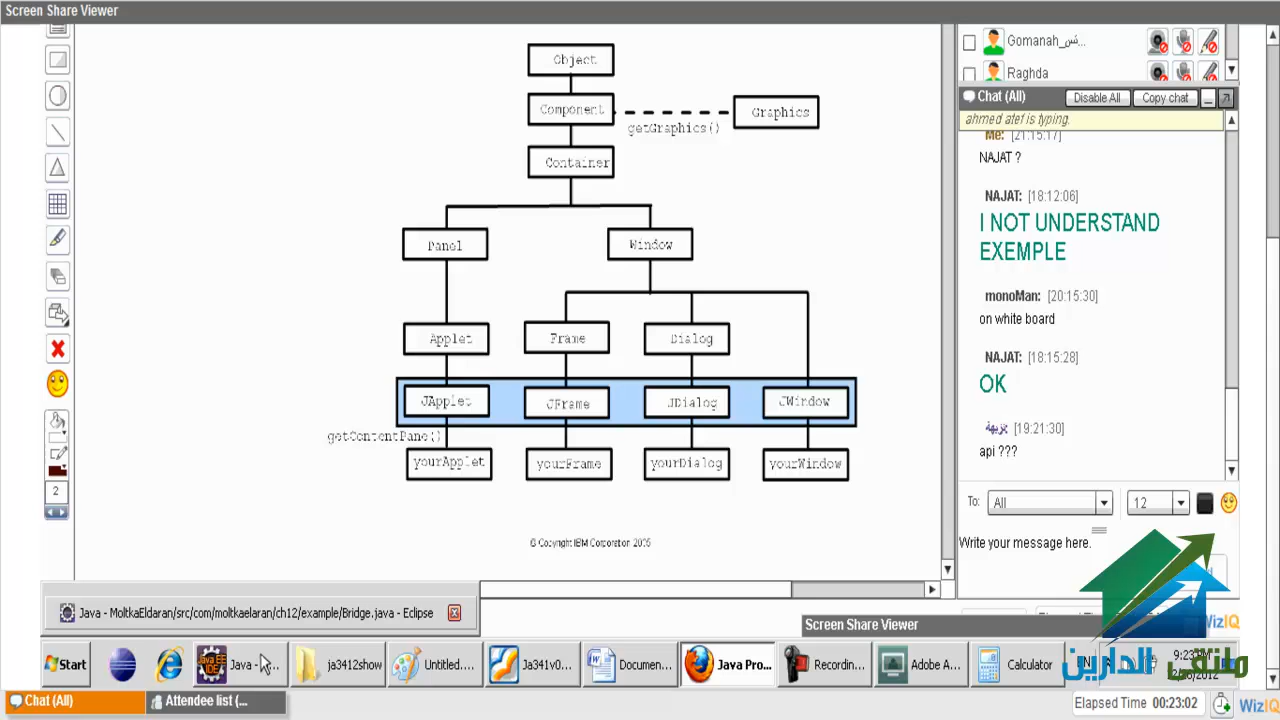 Screen Share Viewer
Object
Component
Graphics
getGraphics()
Container
Panel
Window
Applet
Frame
Dialog
JApplet
JFrame
JDialog
JWindow
getContentPane()
yourApplet
yourFrame
yourDialog
yourWindow
© Copyright IBM Corporation 2005
2
Raghda
Chat (All)
Disable All
Copy chat
ahmed atef is typing.
Me: [21:15:17]
NAJAT ?
NAJAT: [18:12:06]
I NOT UNDERSTAND
EXEMPLE
monoMan: [20:15:30]
on white board
NAJAT: [18:15:28]
OK
[19:21:30]
api ???
To:
All
12
Write your message here.
Java - MoltkaEldaran/src/com/moltkaelaran/ch12/example/Bridge.java - Eclipse
Screen Share Viewer
WizIQ
Start
Java EE IDE
Java -...
ja3412show
Untitled....
Ja341v0...
Documen...
Java Pro...
Recordin...
Adobe A...
Calculator
ملتقى الدارين
Chat (All)
Attendee list (...
Elapsed Time 00:23:02
WizIQ